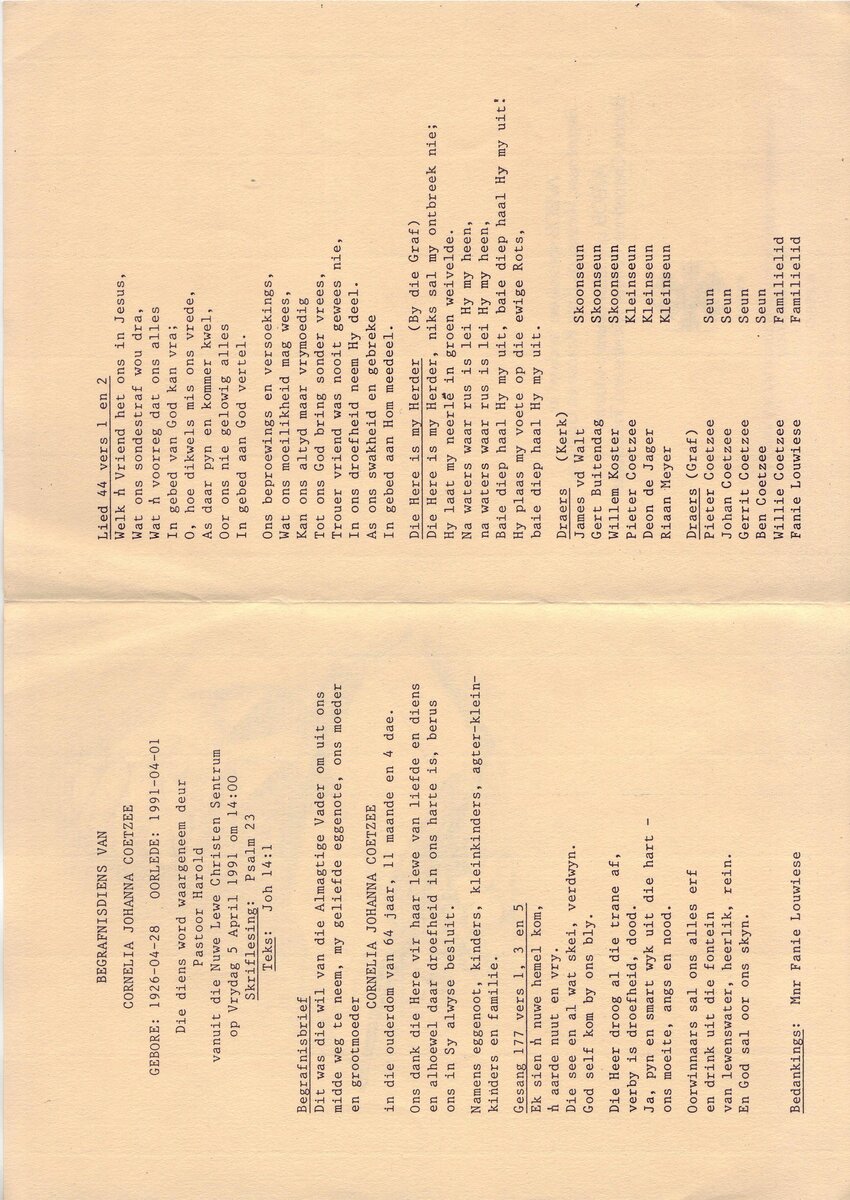 BEGRAFNISDIENS VAN
CORNELIA JOHANNA COETZEE
GEBORE: 1926-04-28 OORLEDE: 1991-04-01
Die diens word waargeneem deur
Pastoor Harold
vanuit die Nuwe Lewe Christen Sentrum
op Vrydag 5 April 1991 om 14:00
Skriflesing: Psalm 23
Teks: Joh 14:1
Begrafnisbrief
Dit was die wil van die Almagtige Vader om uit ons
midde weg te neem, my geliefde eggenote, ons moeder
en grootmoeder
CORNELIA JOHANNA COETZEE
in die ouderdom van 64 jaar, 11 maande en 4 dae.
Ons dank die Here vir haar lewe van liefde en diens
en alhoewel daar droefheid in ons harte is, berus
ons in Sy alwyse besluit.
Namens eggenoot, kinders, kleinkinders, agter-klein-
kinders en familie.
Gesang 177 vers 1, 3 en 5
Ek sien ŉ nuwe hemel kom,
ŉ aarde nuut en vry.
Die see en al wat skei, verdwyn.
God self kom by ons bly.
Die Heer droog al die trane af,
verby is droefheid, dood.
Ja, pyn en smart wyk uit die hart -
ons moeite, angs en nood.
Oorwinnaars sal ons alles erf
en drink uit die fontein
van lewenswater, heerlik, rein.
En God sal oor ons skyn.
Bedankings: Mnr Fanie Louwiese
Lied 44 vers 1 en 2
Welk ŉ Vriend het ons in Jesus,
Wat ons sondestraf wou dra,
Wat ŉ voorreg dat ons alles
In gebed van God kan vra;
O, hoe dikwels mis ons vrede,
As daar pyn en kommer kwel,
Oor ons nie gelowig alles
In gebed aan God vertel.
Ons beproewings en versoekings,
Wat ons moeilikheid mag wees,
Kan ons altyd maar vrymoedig
Tot ons God bring sonder vrees,
Trouer vriend was nooit gewees nie,
In ons droefheid neem Hy deel.
As ons swakheid en gebreke
In gebed aan Hom meedeel.
Die Here is my Herder (By die Graf)
Die Here is my Herder, niks sal my ontbreek nie;
Hy laat my neerlê in groen weivelde.
Na waters waar rus is lei Hy my heen,
na waters waar rus is lei Hy my heen,
Baie diep haal Hy my uit, baie diep haal Hy my uit!
Hy plaas my voete op die ewige Rots,
baie diep haal Hy my uit.
Draers (Kerk)
James vd Walt Skoonseun
Gert Buitendag Skoonseun
Willem Koster Skoonseun
Pieter Coetzee Kleinseun
Deon de Jager Kleinseun
Riaan Meyer Kleinseun
Draers (Graf)
Pieter Coetzee Seun
Johan Coetzee Seun
Gerrit Coetzee Seun
Ben Coetzee Seun
Willie Coetzee Familielid
Fanie Louwiese Familielid